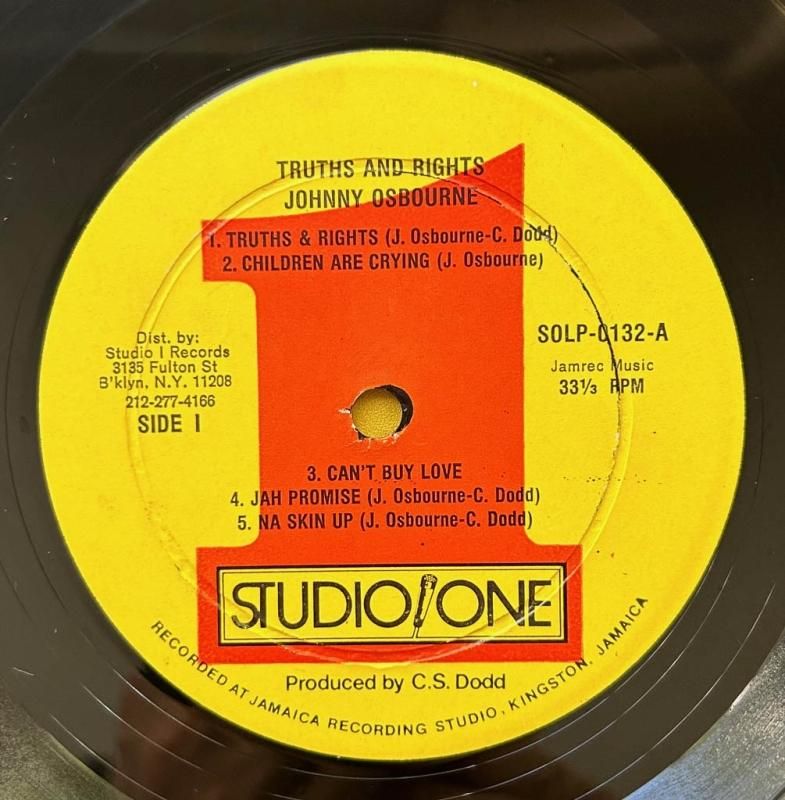 TRUTHS AND RIGHTS
JOHNNY OSBOURNE
1. TRUTHS & RIGHTS (J. Osbourne-C. Dodd)
2. CHILDREN ARE CRYING (J. Osbourne)
Dist. by:
Studio I Records
3135 Fulton St
B'klyn, N.Y. 11208
212-277-4166
SIDE I
SOLP-0132-A
Jamrec Music
33⅓ RPM
3. CAN'T BUY LOVE
4. JAH PROMISE (J. Osbourne-C. Dodd)
5. NA SKIN UP (J. Osbourne-C. Dodd)
STUDIO ONE
Produced by C.S. Dodd
RECORDED AT JAMAICA RECORDING STUDIO, KINGSTON, JAMAICA